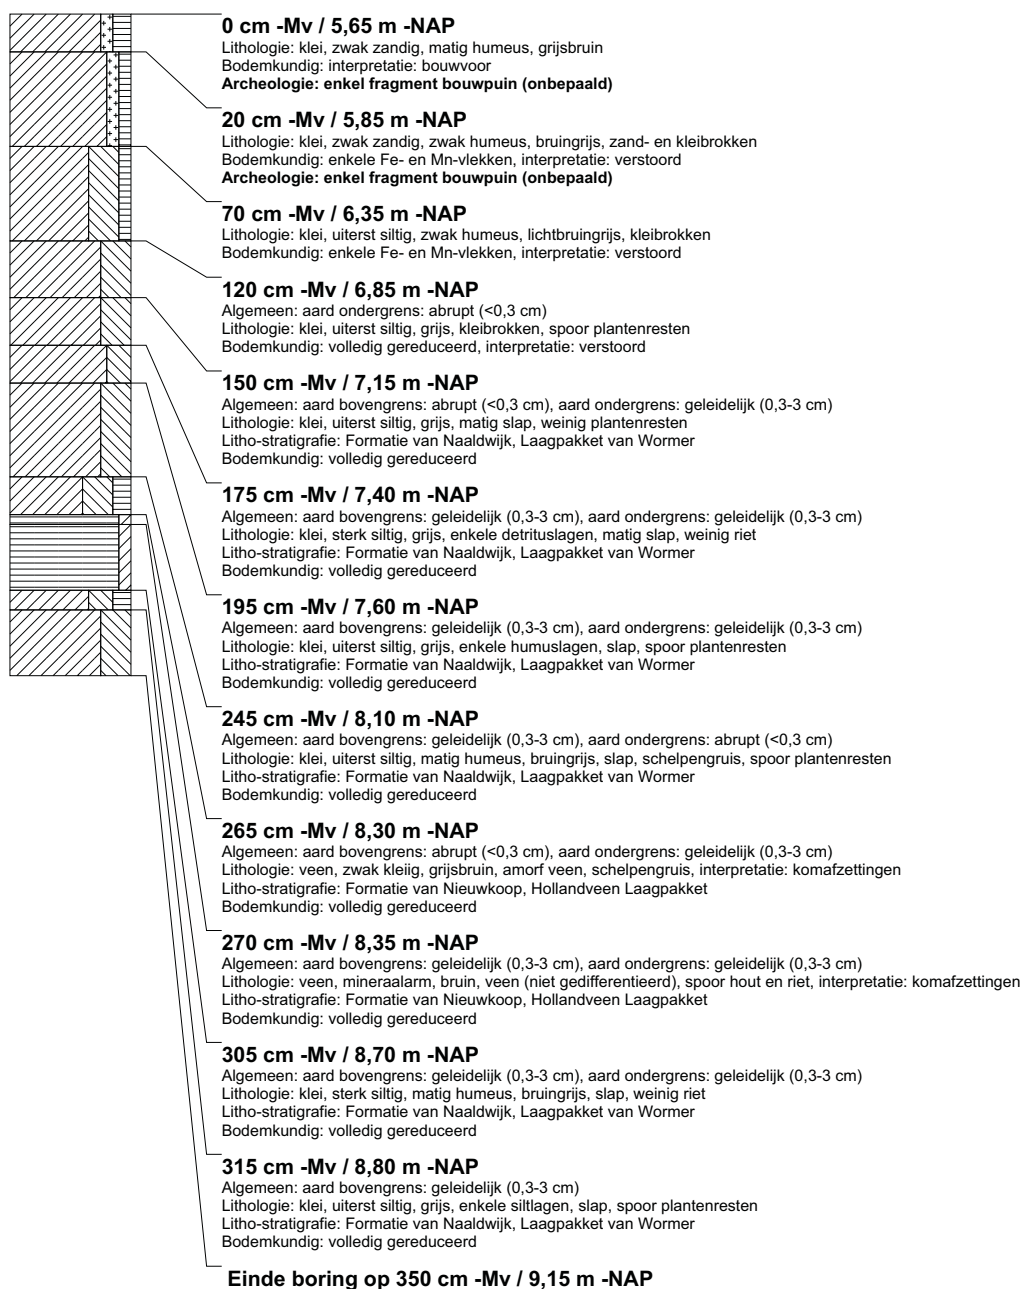 0 cm -Mv / 5,65 m -NAP
Lithologie: klei, zwak zandig, matig humeus, grijsbruin
Bodemkundig: interpretatie: bouwvoor
Archeologie: enkel fragment bouwpuin (onbepaald)
20 cm -Mv / 5,85 m -NAP
Lithologie: klei, zwak zandig, zwak humeus, bruingrijs, zand- en kleibrokken
Bodemkundig: enkele Fe- en Mn-vlekken, interpretatie: verstoord
Archeologie: enkel fragment bouwpuin (onbepaald)
70 cm -Mv / 6,35 m -NAP
Lithologie: klei, uiterst siltig, zwak humeus, lichtbruingrijs, kleibrokken
Bodemkundig: enkele Fe- en Mn-vlekken, interpretatie: verstoord
120 cm -Mv / 6,85 m -NAP
Algemeen: aard ondergrens: abrupt (<0,3 cm)
Lithologie: klei, uiterst siltig, grijs, kleibrokken, spoor plantenresten
Bodemkundig: volledig gereduceerd, interpretatie: verstoord
150 cm -Mv / 7,15 m -NAP
Algemeen: aard bovengrens: abrupt (<0,3 cm), aard ondergrens: geleidelijk (0,3-3 cm)
Lithologie: klei, uiterst siltig, grijs, matig slap, weinig plantenresten
Litho-stratigrafie: Formatie van Naaldwijk, Laagpakket van Wormer
Bodemkundig: volledig gereduceerd
175 cm -Mv / 7,40 m -NAP
Algemeen: aard bovengrens: geleidelijk (0,3-3 cm), aard ondergrens: geleidelijk (0,3-3 cm)
Lithologie: klei, sterk siltig, grijs, enkele detrituslagen, matig slap, weinig riet
Litho-stratigrafie: Formatie van Naaldwijk, Laagpakket van Wormer
Bodemkundig: volledig gereduceerd
195 cm -Mv / 7,60 m -NAP
Algemeen: aard bovengrens: geleidelijk (0,3-3 cm), aard ondergrens: geleidelijk (0,3-3 cm)
Lithologie: klei, uiterst siltig, grijs, enkele humuslagen, slap, spoor plantenresten
Litho-stratigrafie: Formatie van Naaldwijk, Laagpakket van Wormer
Bodemkundig: volledig gereduceerd
245 cm -Mv / 8,10 m -NAP
Algemeen: aard bovengrens: geleidelijk (0,3-3 cm), aard ondergrens: abrupt (<0,3 cm)
Lithologie: klei, uiterst siltig, matig humeus, bruingrijs, slap, schelpengruis, spoor plantenresten
Litho-stratigrafie: Formatie van Naaldwijk, Laagpakket van Wormer
Bodemkundig: volledig gereduceerd
265 cm -Mv / 8,30 m -NAP
Algemeen: aard bovengrens: abrupt (<0,3 cm), aard ondergrens: geleidelijk (0,3-3 cm)
Lithologie: veen, zwak kleiig, grijsbruin, amorf veen, schelpengruis, interpretatie: komafzettingen
Litho-stratigrafie: Formatie van Nieuwkoop, Hollandveen Laagpakket
Bodemkundig: volledig gereduceerd
270 cm -Mv / 8,35 m -NAP
Algemeen: aard bovengrens: geleidelijk (0,3-3 cm), aard ondergrens: geleidelijk (0,3-3 cm)
Lithologie: veen, mineraalarm, bruin, veen (niet gedifferentieerd), spoor hout en riet, interpretatie: komafzettingen
Litho-stratigrafie: Formatie van Nieuwkoop, Hollandveen Laagpakket
Bodemkundig: volledig gereduceerd
305 cm -Mv / 8,70 m -NAP
Algemeen: aard bovengrens: geleidelijk (0,3-3 cm), aard ondergrens: geleidelijk (0,3-3 cm)
Lithologie: klei, sterk siltig, matig humeus, bruingrijs, slap, weinig riet
Litho-stratigrafie: Formatie van Naaldwijk, Laagpakket van Wormer
Bodemkundig: volledig gereduceerd
315 cm -Mv / 8,80 m -NAP
Algemeen: aard bovengrens: geleidelijk (0,3-3 cm)
Lithologie: klei, uiterst siltig, grijs, enkele siltlagen, slap, spoor plantenresten
Litho-stratigrafie: Formatie van Naaldwijk, Laagpakket van Wormer
Bodemkundig: volledig gereduceerd
Einde boring op 350 cm -Mv / 9,15 m -NAP